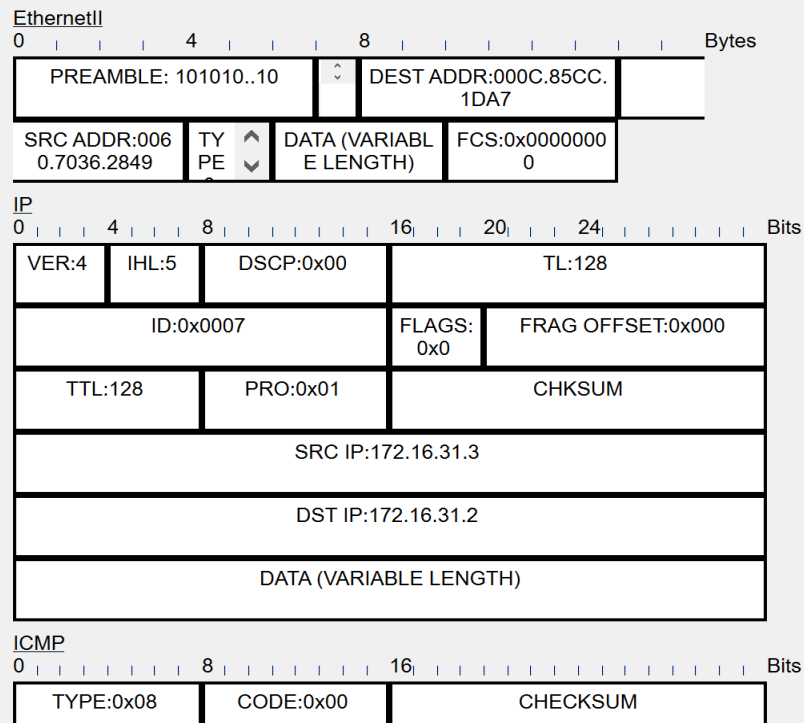 EthernetII
0 4 8 Bytes
PREAMBLE: 101010..10
DEST ADDR:000C.85CC.
1DA7
SRC ADDR:006
0.7036.2849
TY
PE
DATA (VARIABL
E LENGTH)
FCS:0x0000000
0
IP
0 4 8 16 20 24 Bits
VER:4 IHL:5 DSCP:0x00 TL:128
ID:0x0007 FLAGS:
0x0
FRAG OFFSET:0x000
TTL:128 PRO:0x01 CHKSUM
SRC IP:172.16.31.3
DST IP:172.16.31.2
DATA (VARIABLE LENGTH)
ICMP
0 8 16 Bits
TYPE:0x08 CODE:0x00 CHECKSUM